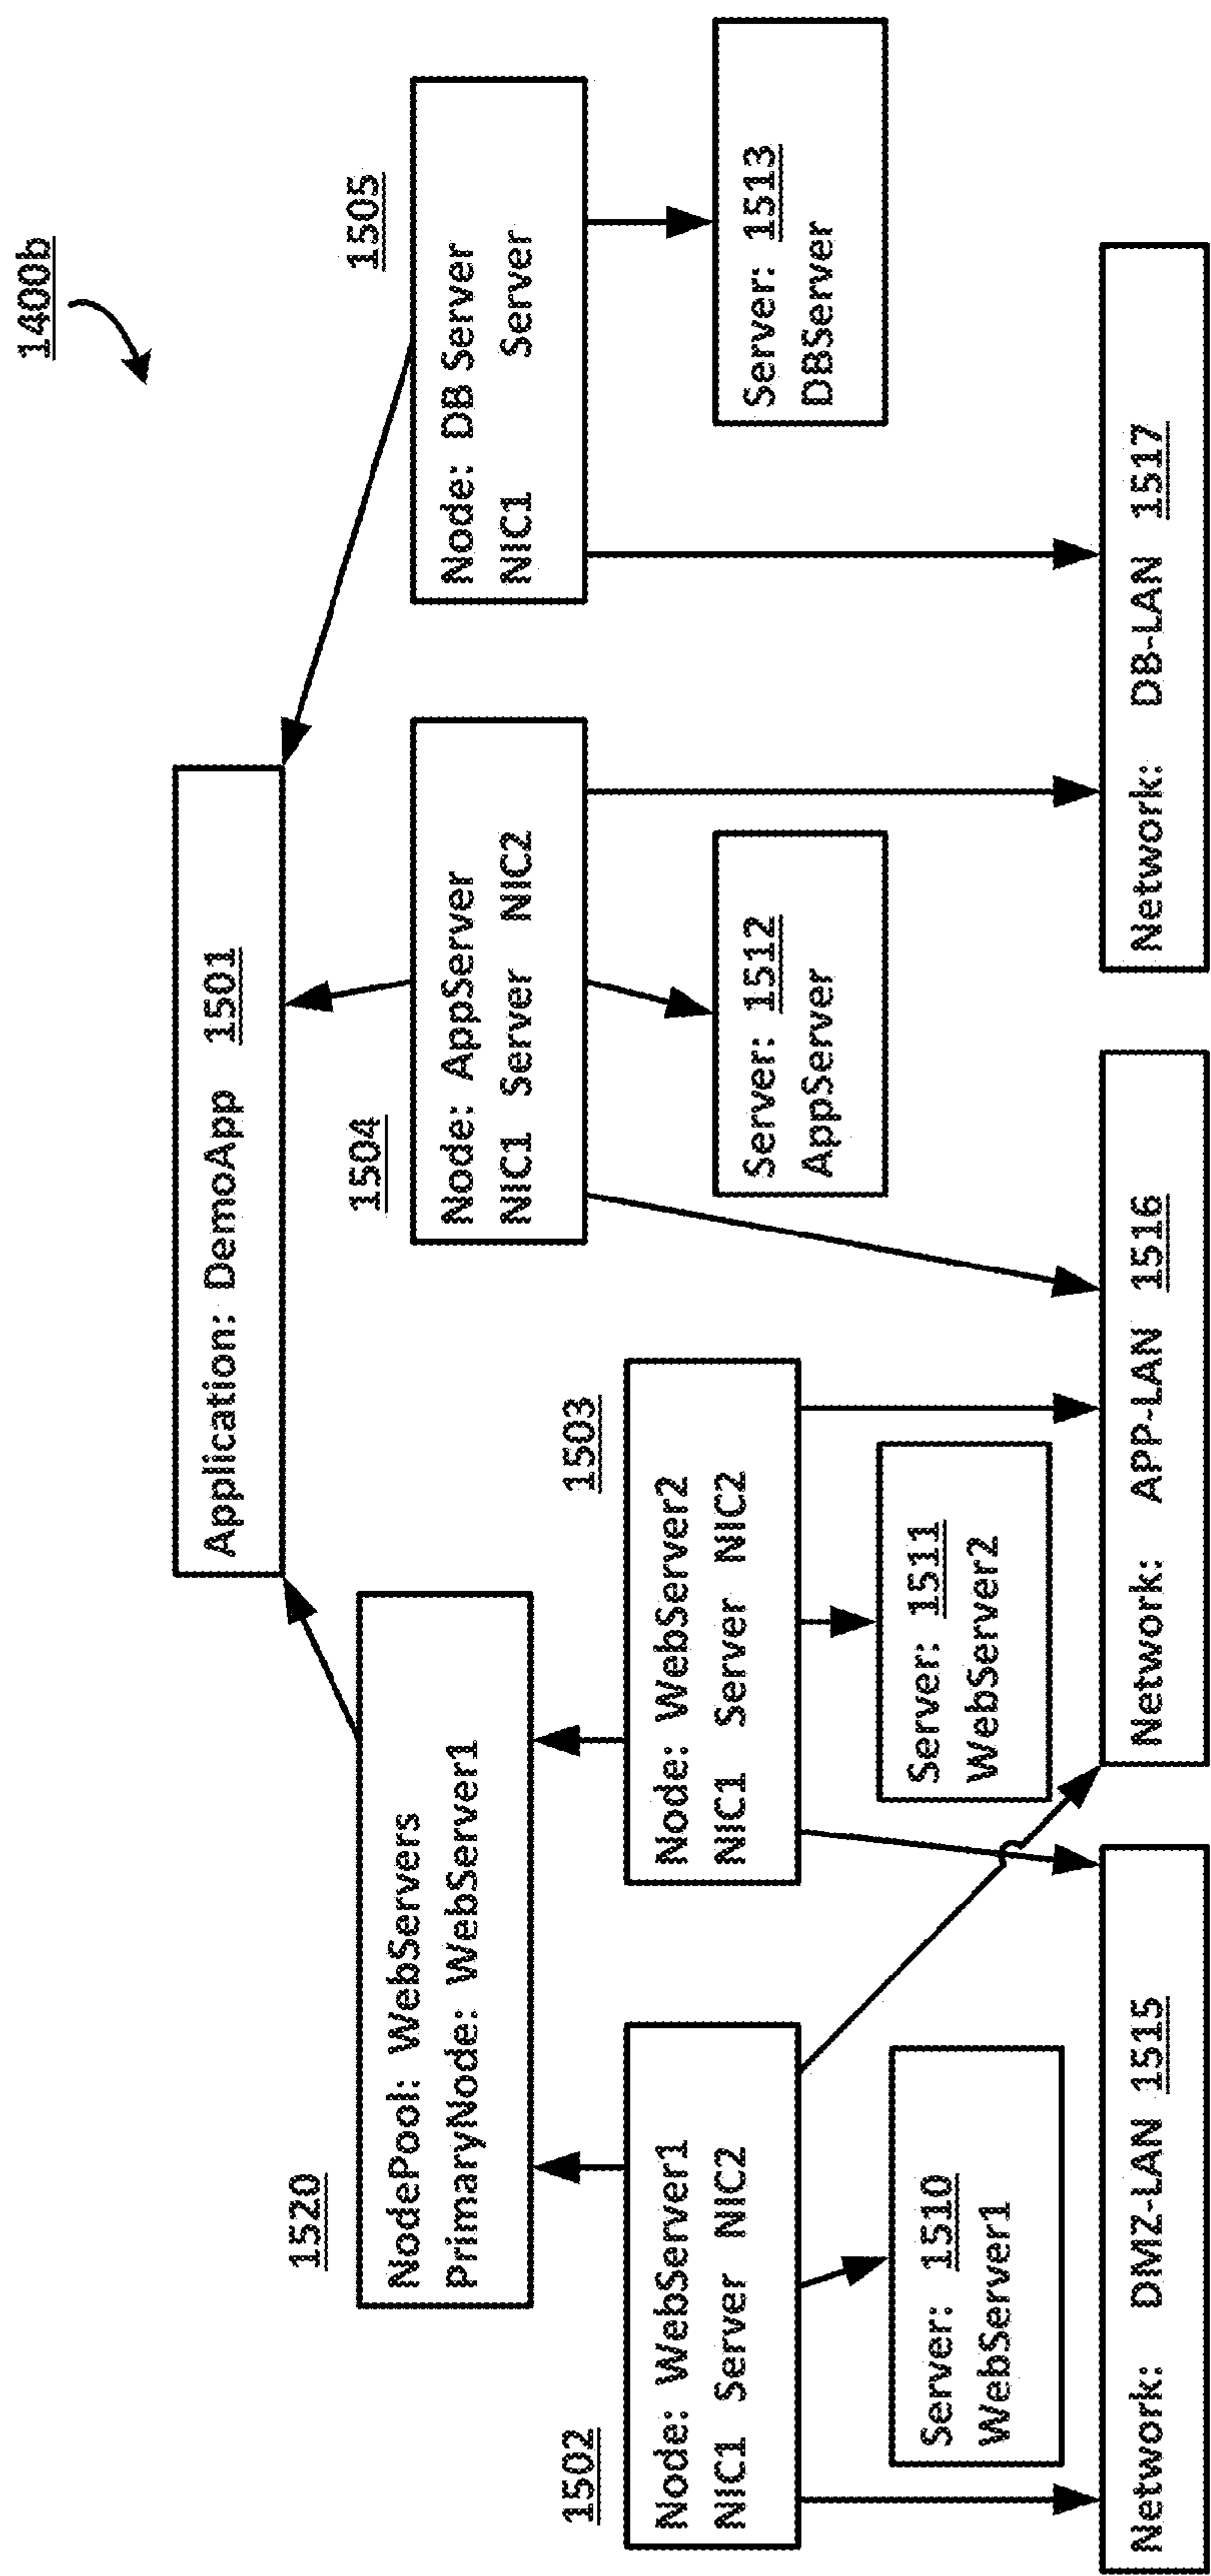 1400b
Application: DemoApp 1501
1520
NodePool: WebServers
PrimaryNode: WebServer1
1504
Node: AppServer
NIC1 Server NIC2
1505
Node: DB Server
NIC1 Server
1502
Node: WebServer1
NIC1 Server NIC2
1503
Node: WebServer2
NIC1 Server NIC2
Server: 1512
AppServer
Server: 1513
DBServer
Server: 1510
WebServer1
Server: 1511
WebServer2
Network: DMZ-LAN 1515
Network: APP-LAN 1516
Network: DB-LAN 1517